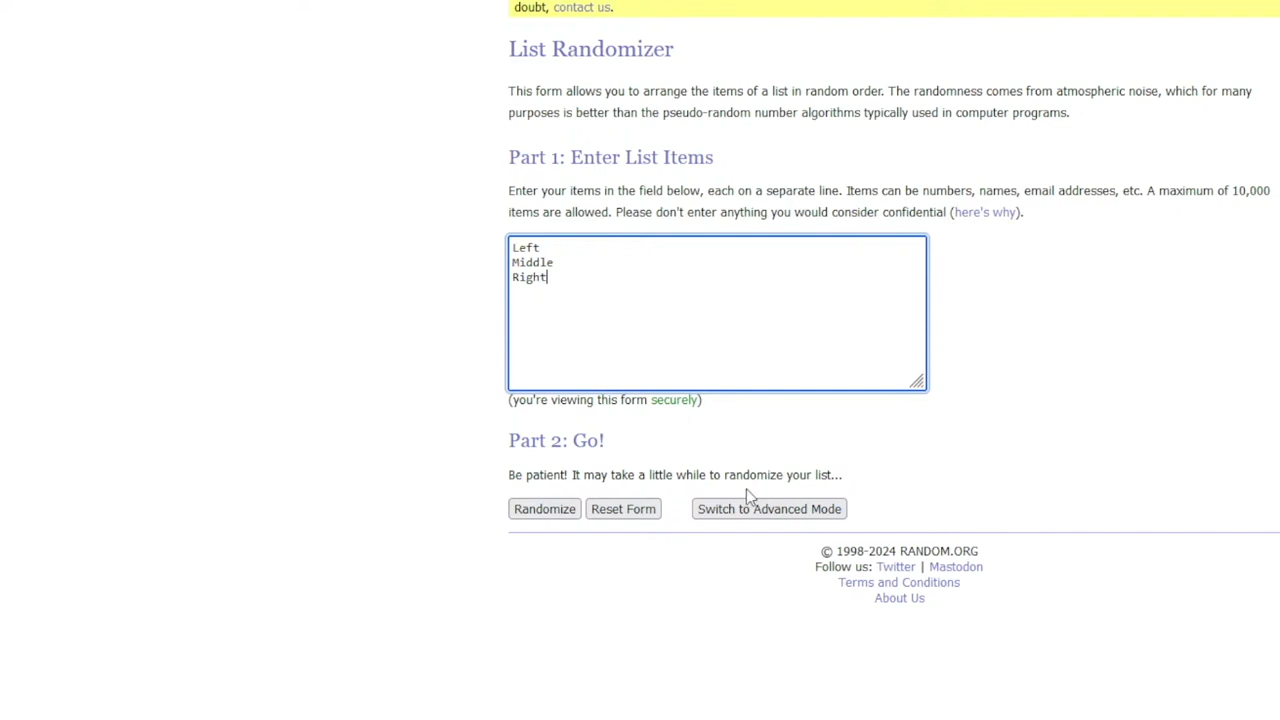 doubt, contact us.
List Randomizer
This form allows you to arrange the items of a list in random order. The randomness comes from atmospheric noise, which for many
purposes is better than the pseudo-random number algorithms typically used in computer programs.
Part 1: Enter List Items
Enter your items in the field below, each on a separate line. Items can be numbers, names, email addresses, etc. A maximum of 10,000
items are allowed. Please don't enter anything you would consider confidential (here's why).
Left
Middle
Right
(you're viewing this form securely)
Part 2: Go!
Be patient! It may take a little while to randomize your list...
Randomize Reset Form Switch to Advanced Mode
© 1998-2024 RANDOM.ORG
Follow us: Twitter | Mastodon
Terms and Conditions
About Us